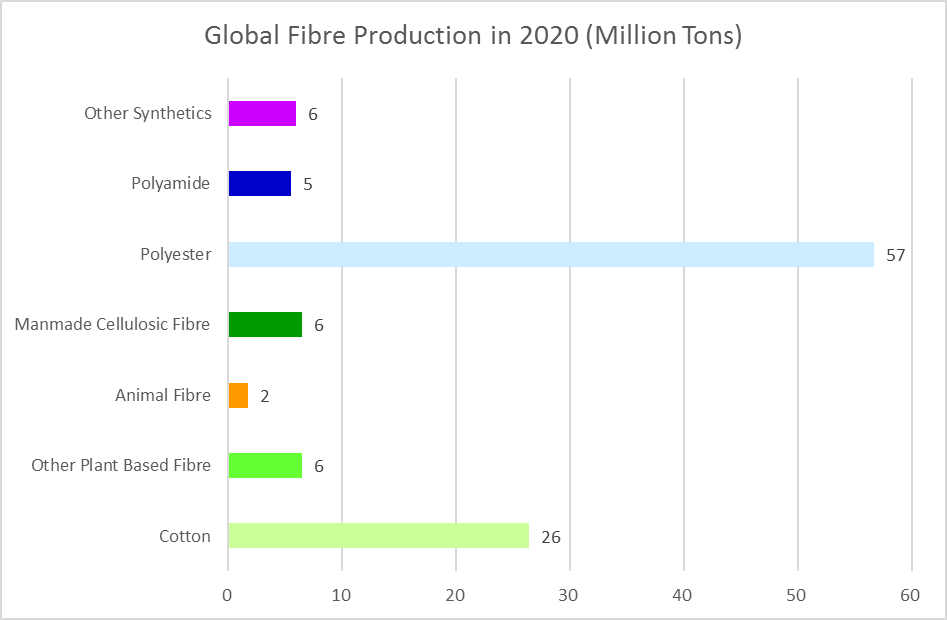 Global Fibre Production in 2020 (Million Tons)
Other Synthetics 6
Polyamide 5
Polyester 57
Manmade Cellulosic Fibre 6
Animal Fibre 2
Other Plant Based Fibre 6
Cotton 26
0 10 20 30 40 50 60